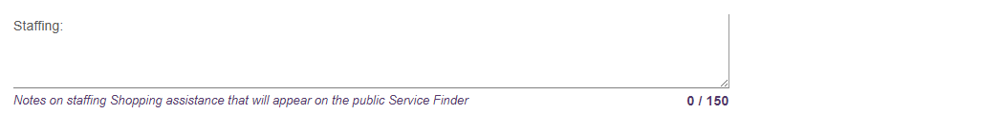 Staffing:
Notes on staffing Shopping assistance that will appear on the public Service Finder 0 / 150